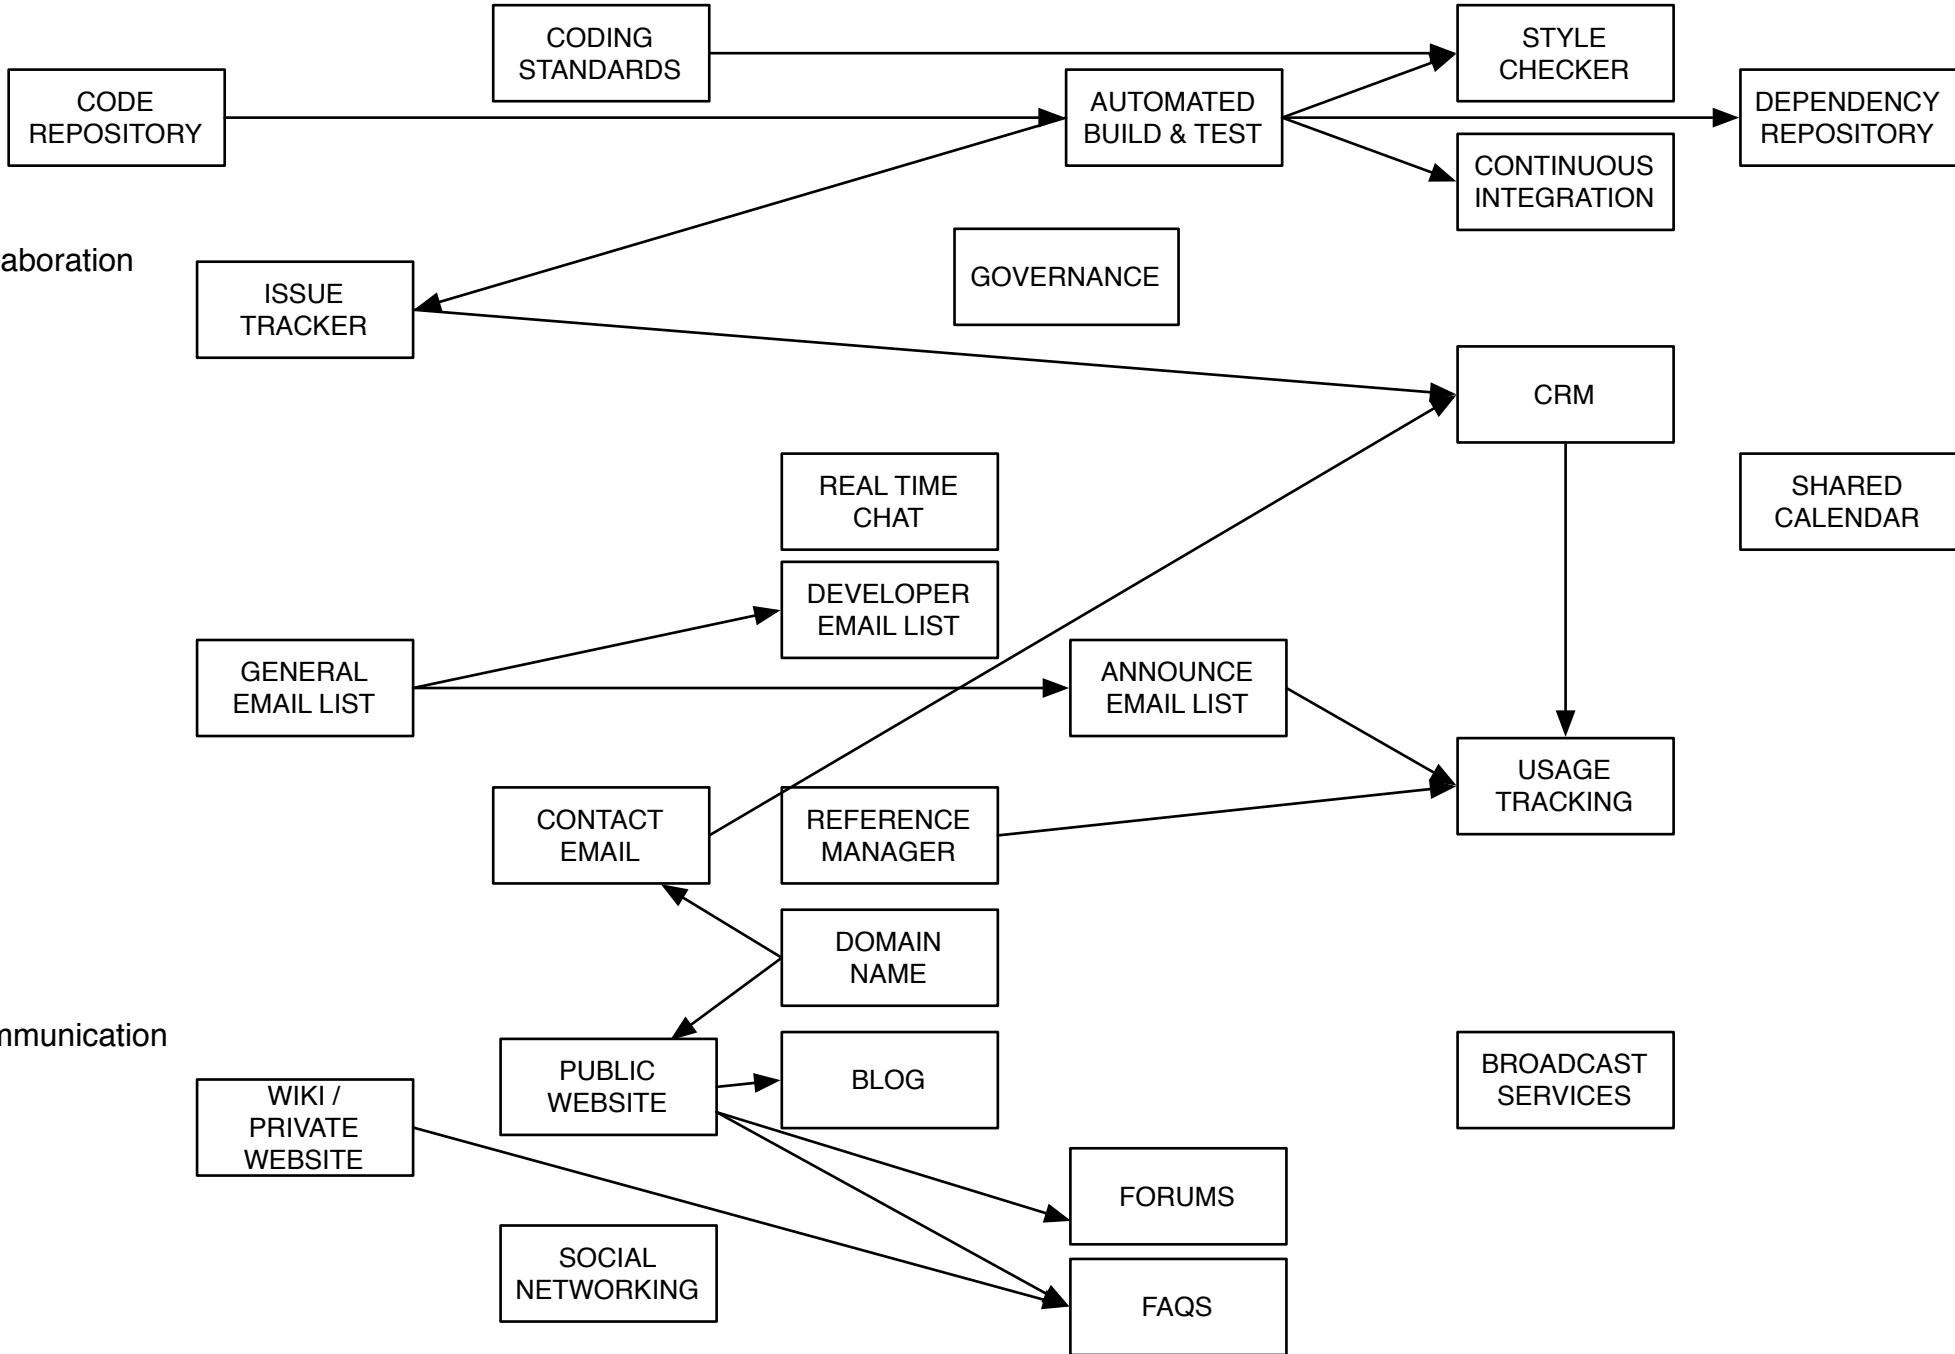 CODING
STANDARDS
STYLE
CHECKER
CODE
REPOSITORY
AUTOMATED
BUILD & TEST
DEPENDENCY
REPOSITORY
CONTINUOUS
INTEGRATION
aboration
GOVERNANCE
ISSUE
TRACKER
CRM
REAL TIME
CHAT
SHARED
CALENDAR
DEVELOPER
EMAIL LIST
GENERAL
EMAIL LIST
ANNOUNCE
EMAIL LIST
USAGE
TRACKING
CONTACT
EMAIL
REFERENCE
MANAGER
DOMAIN
NAME
mmunication
PUBLIC
WEBSITE
BLOG
BROADCAST
SERVICES
WIKI /
PRIVATE
WEBSITE
FORUMS
SOCIAL
NETWORKING
FAQS